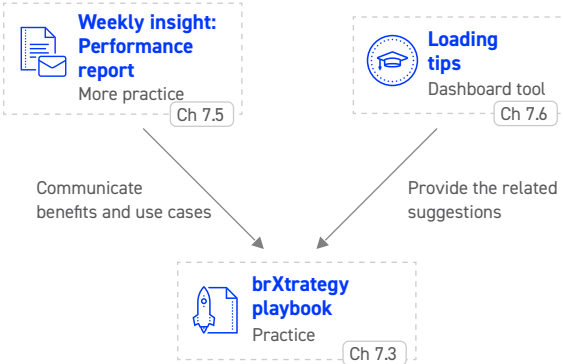 Weekly insight:
Performance
report
More practice
Ch 7.5
Loading
tips
Dashboard tool
Ch 7.6
Communicate
benefits and use cases
Provide the related
suggestions
brXtrategy
playbook
Practice
Ch 7.3